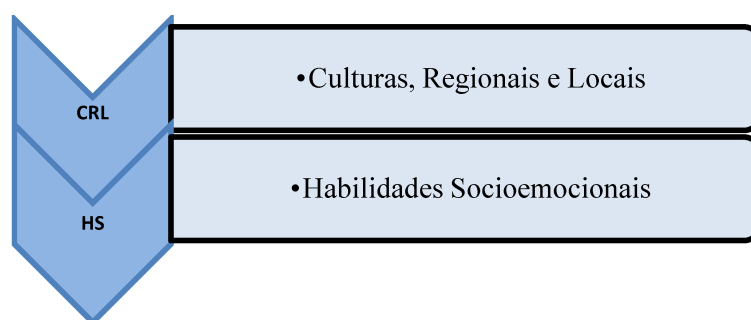 CRL
•Culturas, Regionais e Locais
HS
•Habilidades Socioemocionais